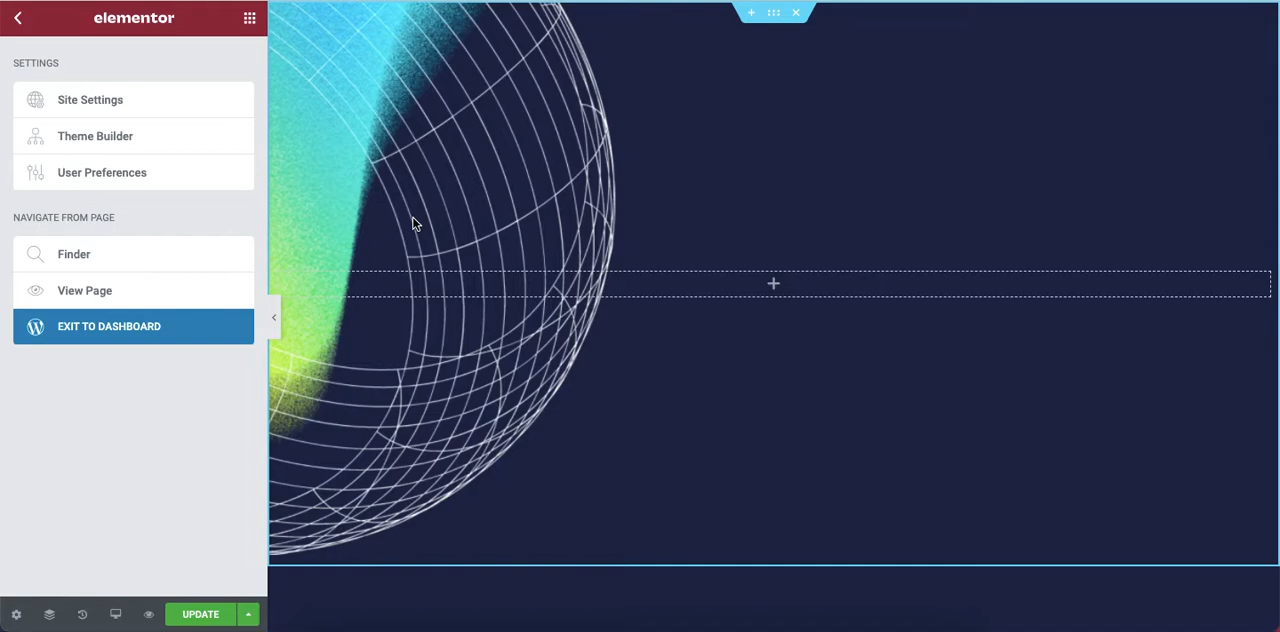 elementor
SETTINGS
Site Settings
Theme Builder
User Preferences
NAVIGATE FROM PAGE
Finder
View Page
EXIT TO DASHBOARD
UPDATE